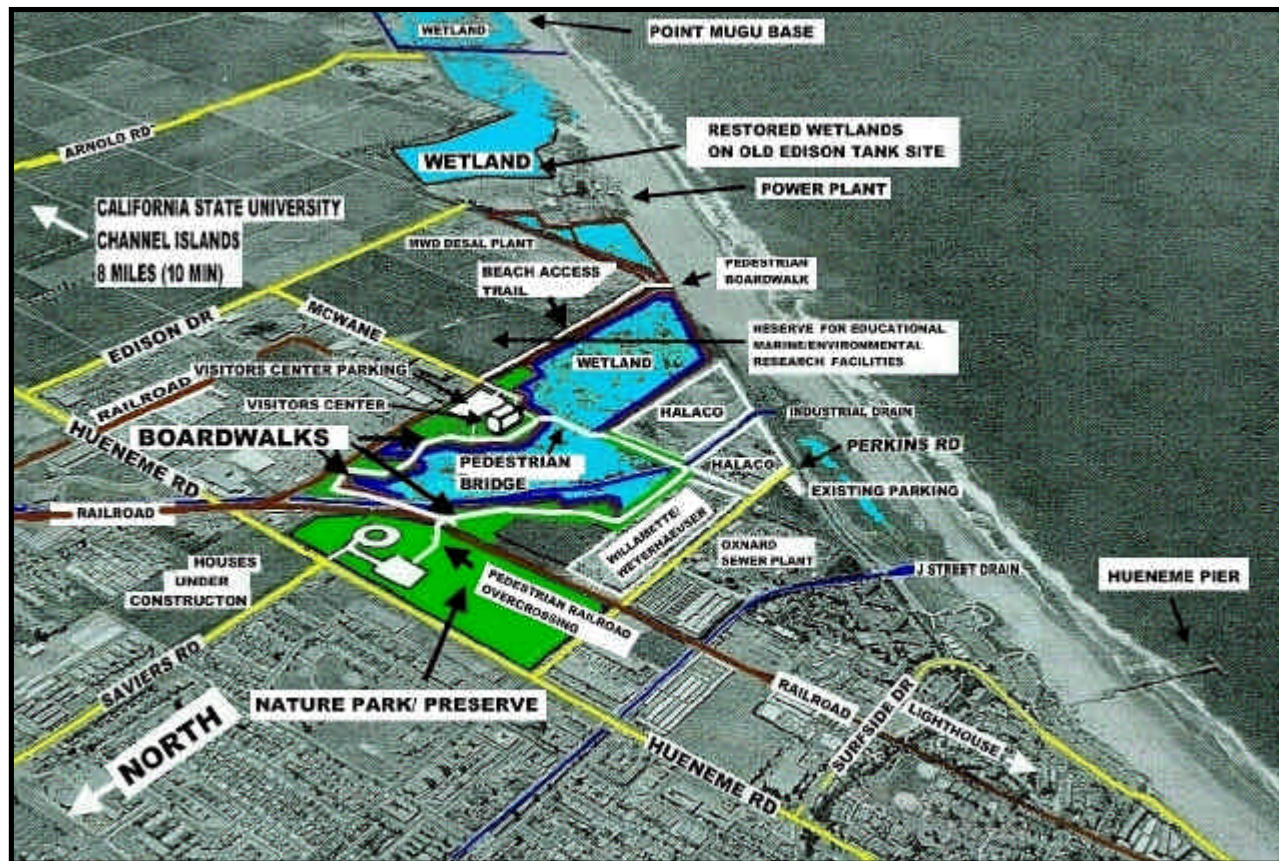 WETLAND
POINT MUGU BASE
ARNOLD RD
RESTORED WETLANDS
ON OLD EDISON TANK SITE
WETLAND
POWER PLANT
CALIFORNIA STATE UNIVERSITY
CHANNEL ISLANDS
8 MILES (10 MIN)
MWD DESAL PLANT
BEACH ACCESS
TRAIL
PEDESTRIAN
BOARDWALK
EDISON DR
MCWANE
RESERVE FOR EDUCATIONAL
MARINE/ENVIRONMENTAL
RESEARCH FACILITIES
WETLAND
RAILROAD
VISITORS CENTER PARKING
VISITORS CENTER
HALACO
INDUSTRIAL DRAIN
BOARDWALKS
HUENEME RD
PEDESTRIAN
BRIDGE
HALACO
PERKINS RD
EXISTING PARKING
RAILROAD
WILLAMETTE/
WEYERHAEUSER
OXNARD
SEWER PLANT
HOUSES
UNDER
CONSTRUCTON
J STREET DRAIN
HUENEME PIER
PEDESTRIAN RAILROAD
OVERCROSSING
SAVIERS RD
NATURE PARK/ PRESERVE
NORTH
RAILROAD
SURFSIDE DR
LIGHTHOUSE
HUENEME RD